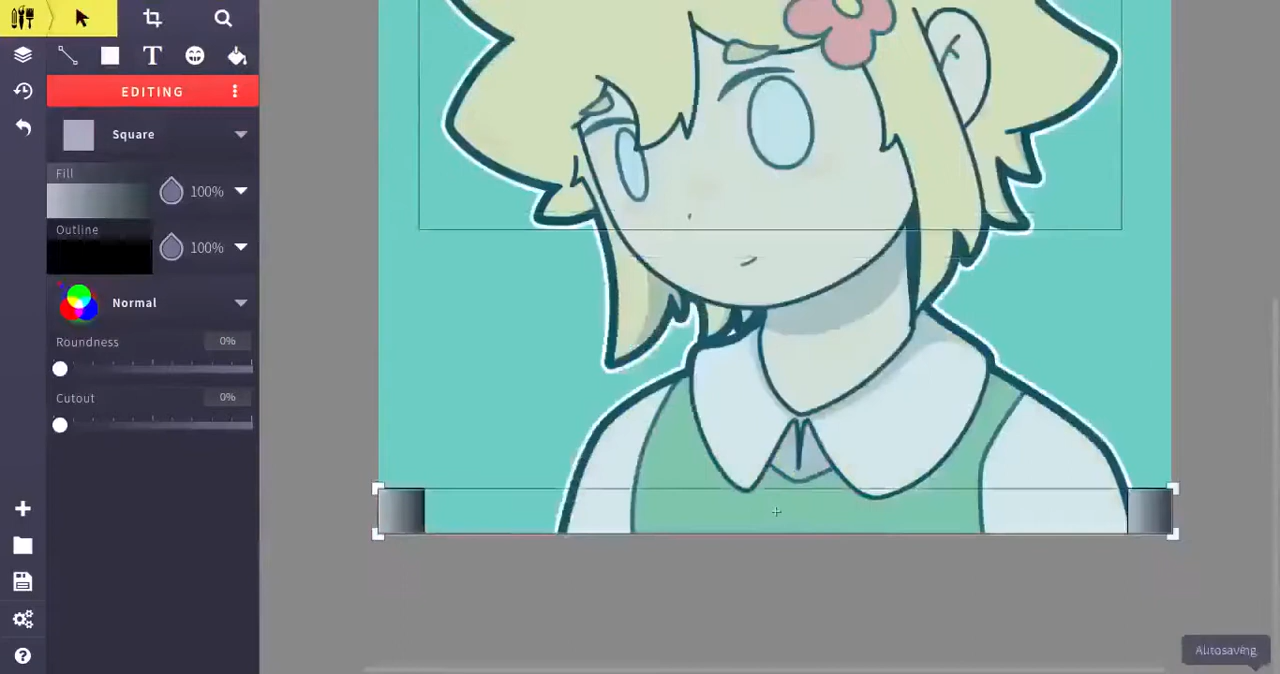 T
EDITING
Square
Fill
100%
Outline
100%
Normal
Roundness 0%
Cutout 0%
Autosaving